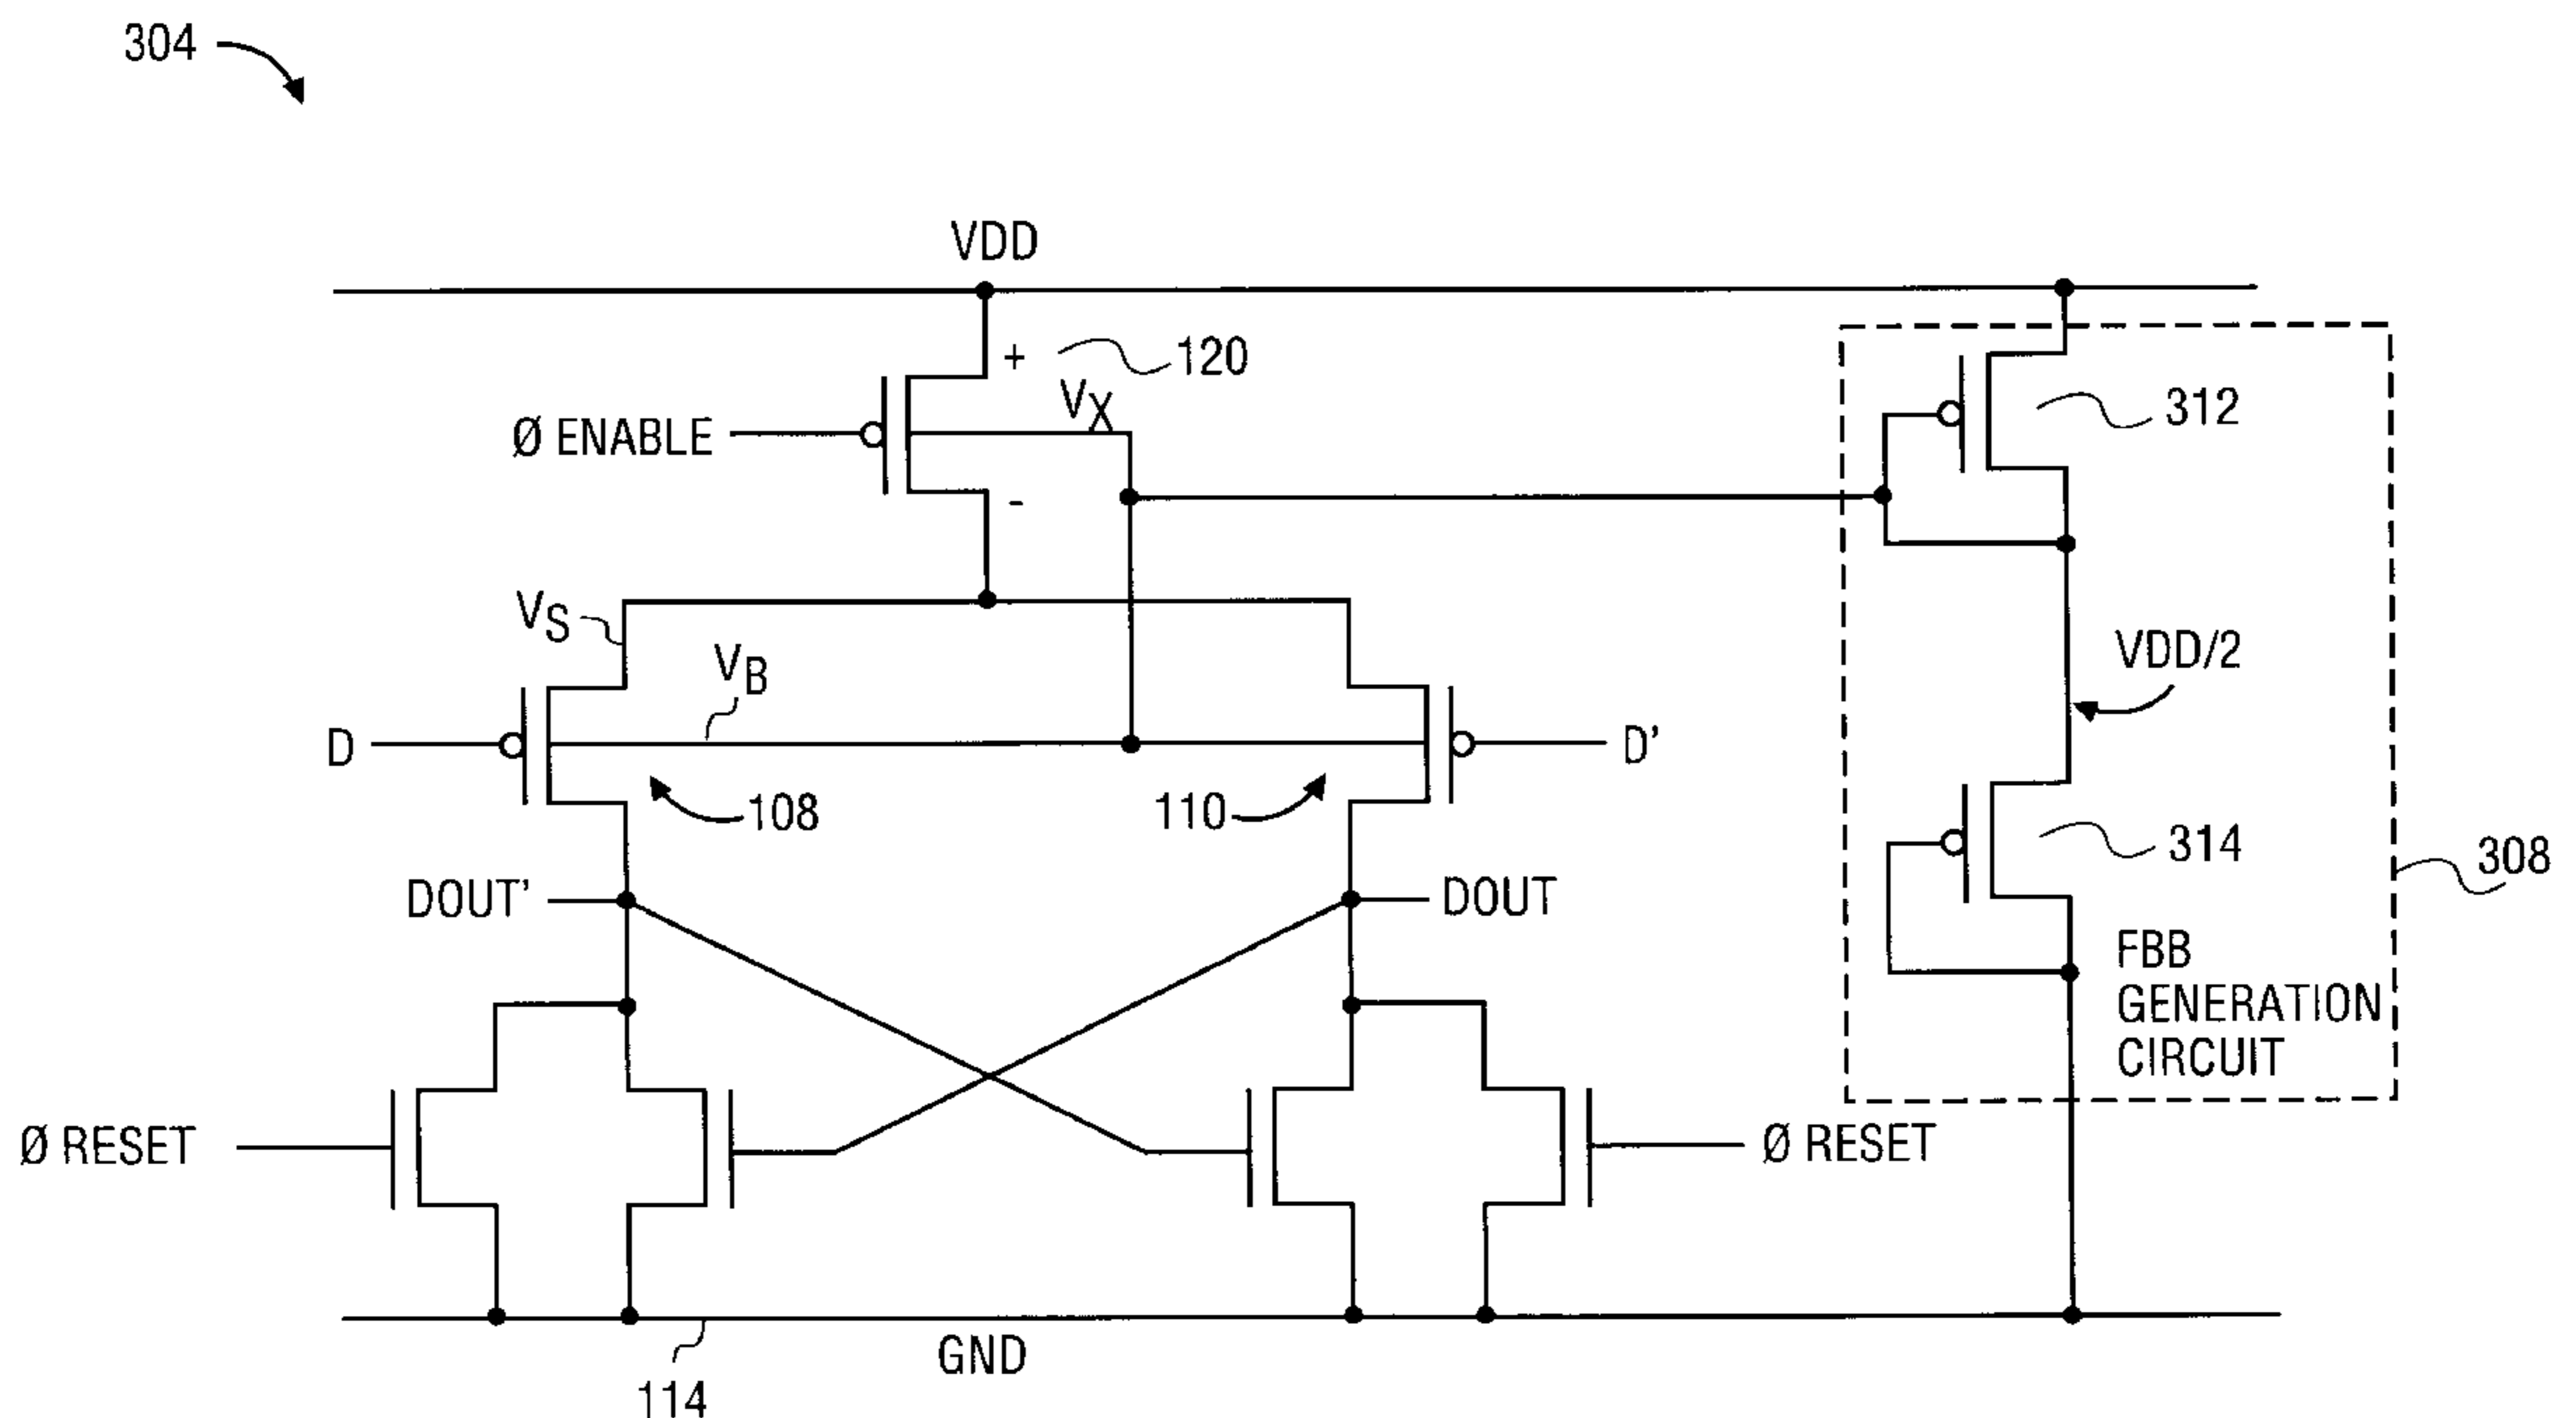 304
VDD
+
120
VX
Ø ENABLE
312
-
VS
VB
VDD/2
D
D'
108
110
314
308
DOUT'
DOUT
FBB
GENERATION
CIRCUIT
Ø RESET
Ø RESET
GND
114